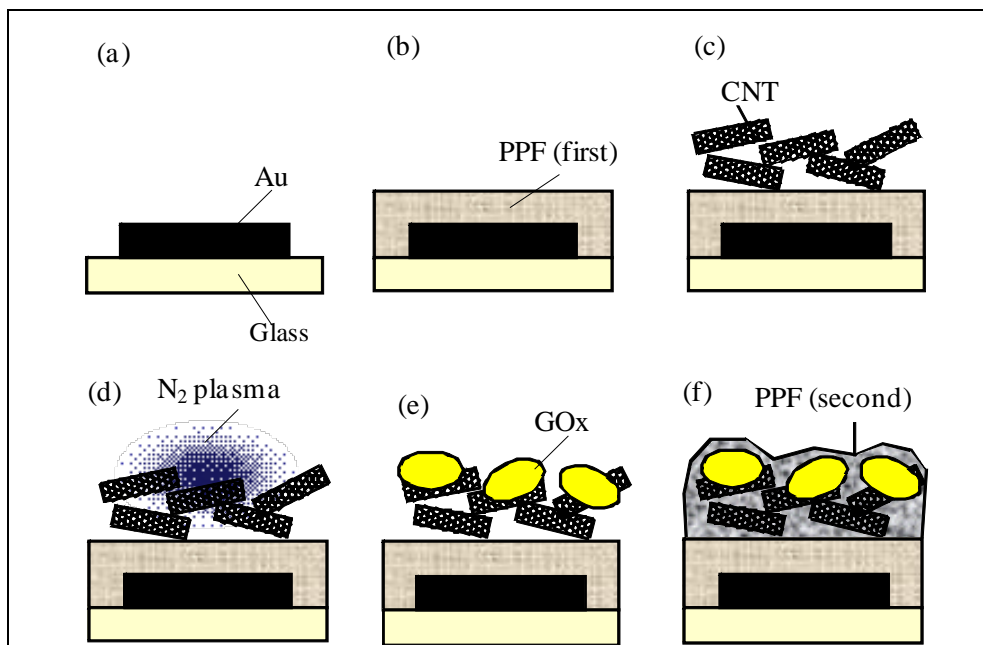 (a)
Au
Glass
(b)
PPF (first)
(c)
CNT
(d)
N₂ plasma
(e)
GOx
(f)
PPF (second)